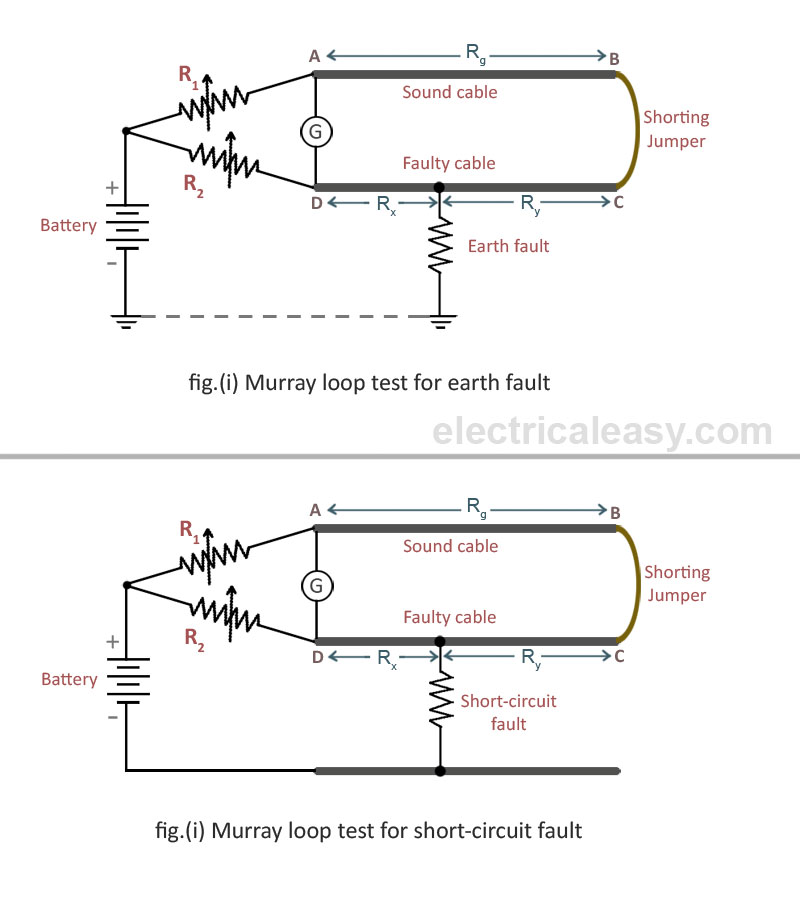 A
Rg
B
R1
Sound cable
Shorting
Jumper
G
Faulty cable
R2
+
D
Rx
Ry
C
Battery
Earth fault
−
fig.(i) Murray loop test for earth fault
electricaleasy.com
A
Rg
B
R1
Sound cable
Shorting
Jumper
G
Faulty cable
R2
+
D
Rx
Ry
C
Battery
Short-circuit
fault
−
fig.(i) Murray loop test for short-circuit fault